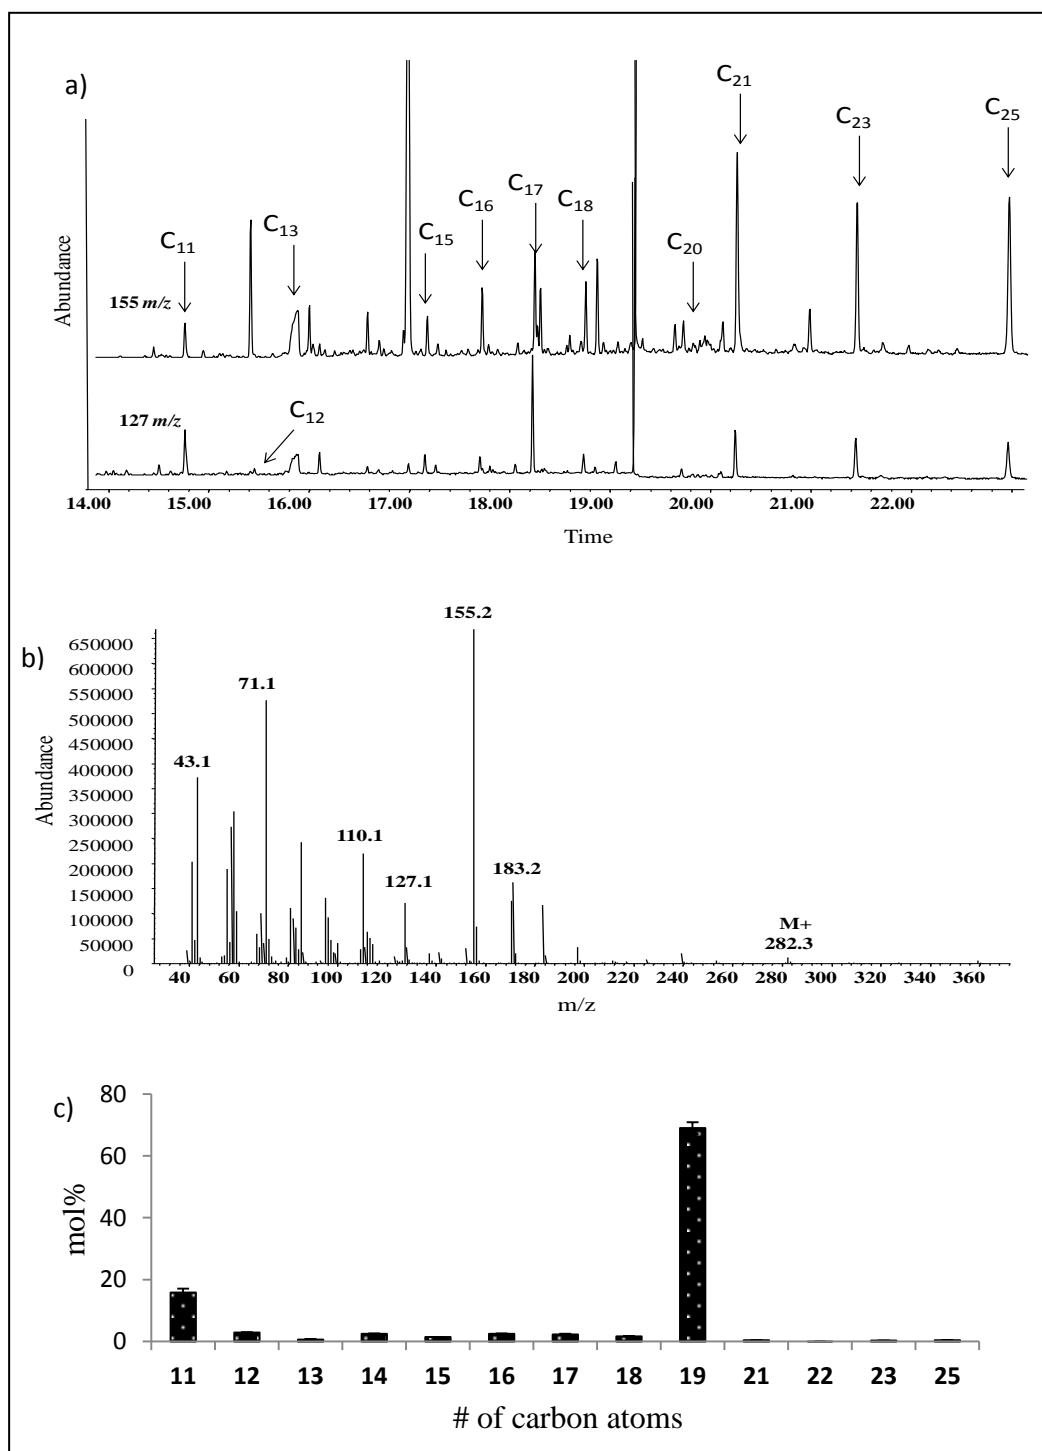 a)
C11
C13
C15
C16
C17
C18
C20
C21
C23
C25
155 m/z
127 m/z
C12
Abundance
14.00 15.00 16.00 17.00 18.00 19.00 20.00 21.00 22.00
Time
b)
Abundance
650000
600000
550000
500000
450000
400000
350000
300000
250000
200000
150000
100000
50000
0
155.2
71.1
43.1
110.1
127.1
183.2
M+
282.3
40 60 80 100 120 140 160 180 200 220 240 260 280 300 320 340 360
m/z
c)
mol%
80
60
40
20
0
11 12 13 14 15 16 17 18 19 21 22 23 25
# of carbon atoms